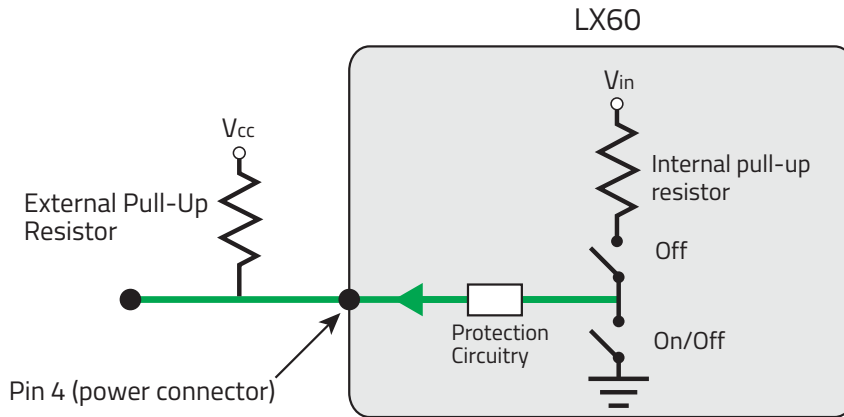 LX60
Vin
Vcc
Internal pull-up
resistor
External Pull-Up
Resistor
Off
Protection
Circuitry
On/Off
Pin 4 (power connector)